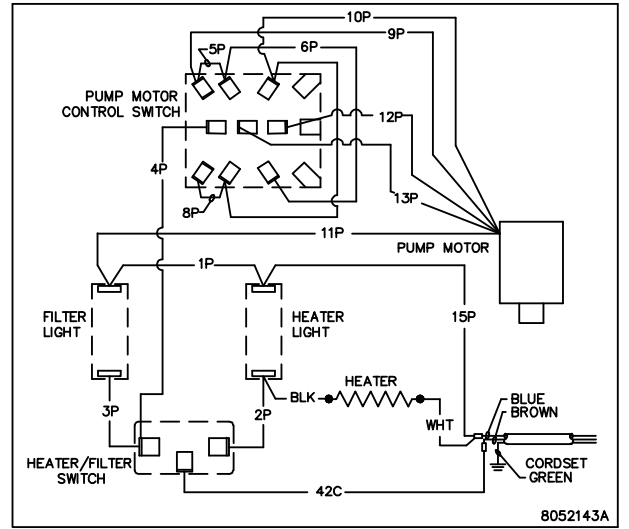 10P
9P
5P
6P
PUMP MOTOR
CONTROL SWITCH
12P
4P
13P
8P
11P
PUMP MOTOR
1P
FILTER
LIGHT
HEATER
LIGHT
15P
HEATER
BLK
3P
2P
WHT
BLUE
BROWN
HEATER/FILTER
SWITCH
CORDSET
GREEN
42C
8052143A